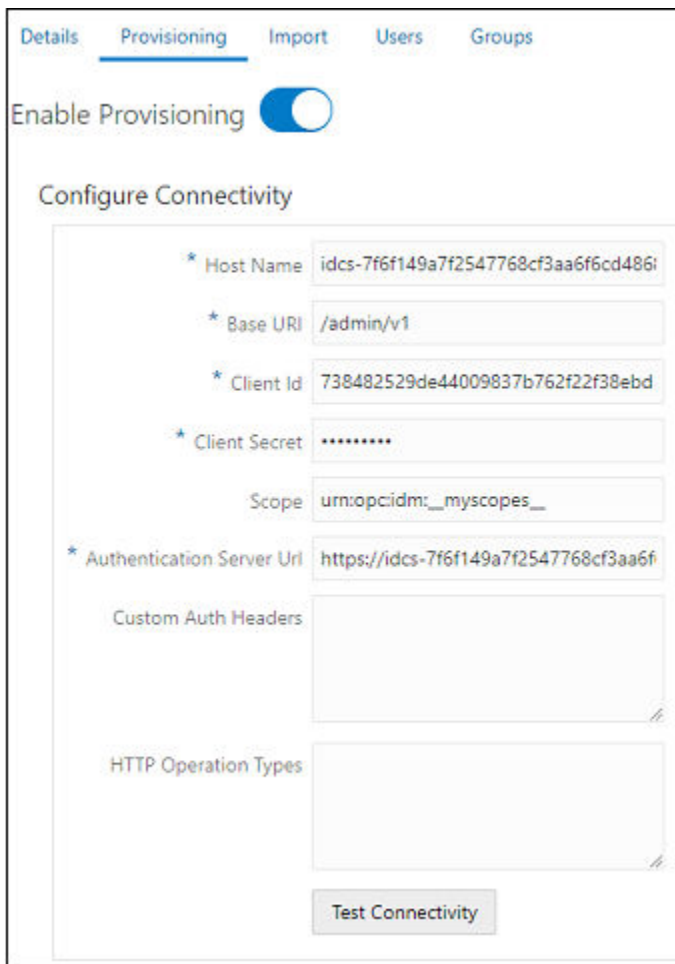 Details Provisioning Import Users Groups
Enable Provisioning
Configure Connectivity
* Host Name idcs-7f6f149a7f2547768cf3aa6f6cd486
* Base URI /admin/v1
* Client Id 738482529de44009837b762f22f38ebd
* Client Secret •••••••••
Scope urn:opc:idm:__myscopes__
* Authentication Server Url https://idcs-7f6f149a7f2547768cf3aa6f
Custom Auth Headers
HTTP Operation Types
Test Connectivity